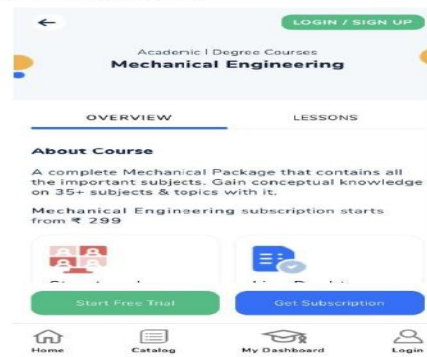 LOGIN / SIGN UP
Academic | Degree Courses
Mechanical Engineering
OVERVIEW
LESSONS
About Course
A complete Mechanical Package that contains all
the important subjects. Gain conceptual knowledge
on 35+ subjects & topics with it.
Mechanical Engineering subscription starts
from ₹ 299
Start Free Trial
Get Subscription
Home
Catalog
My Dashboard
Login